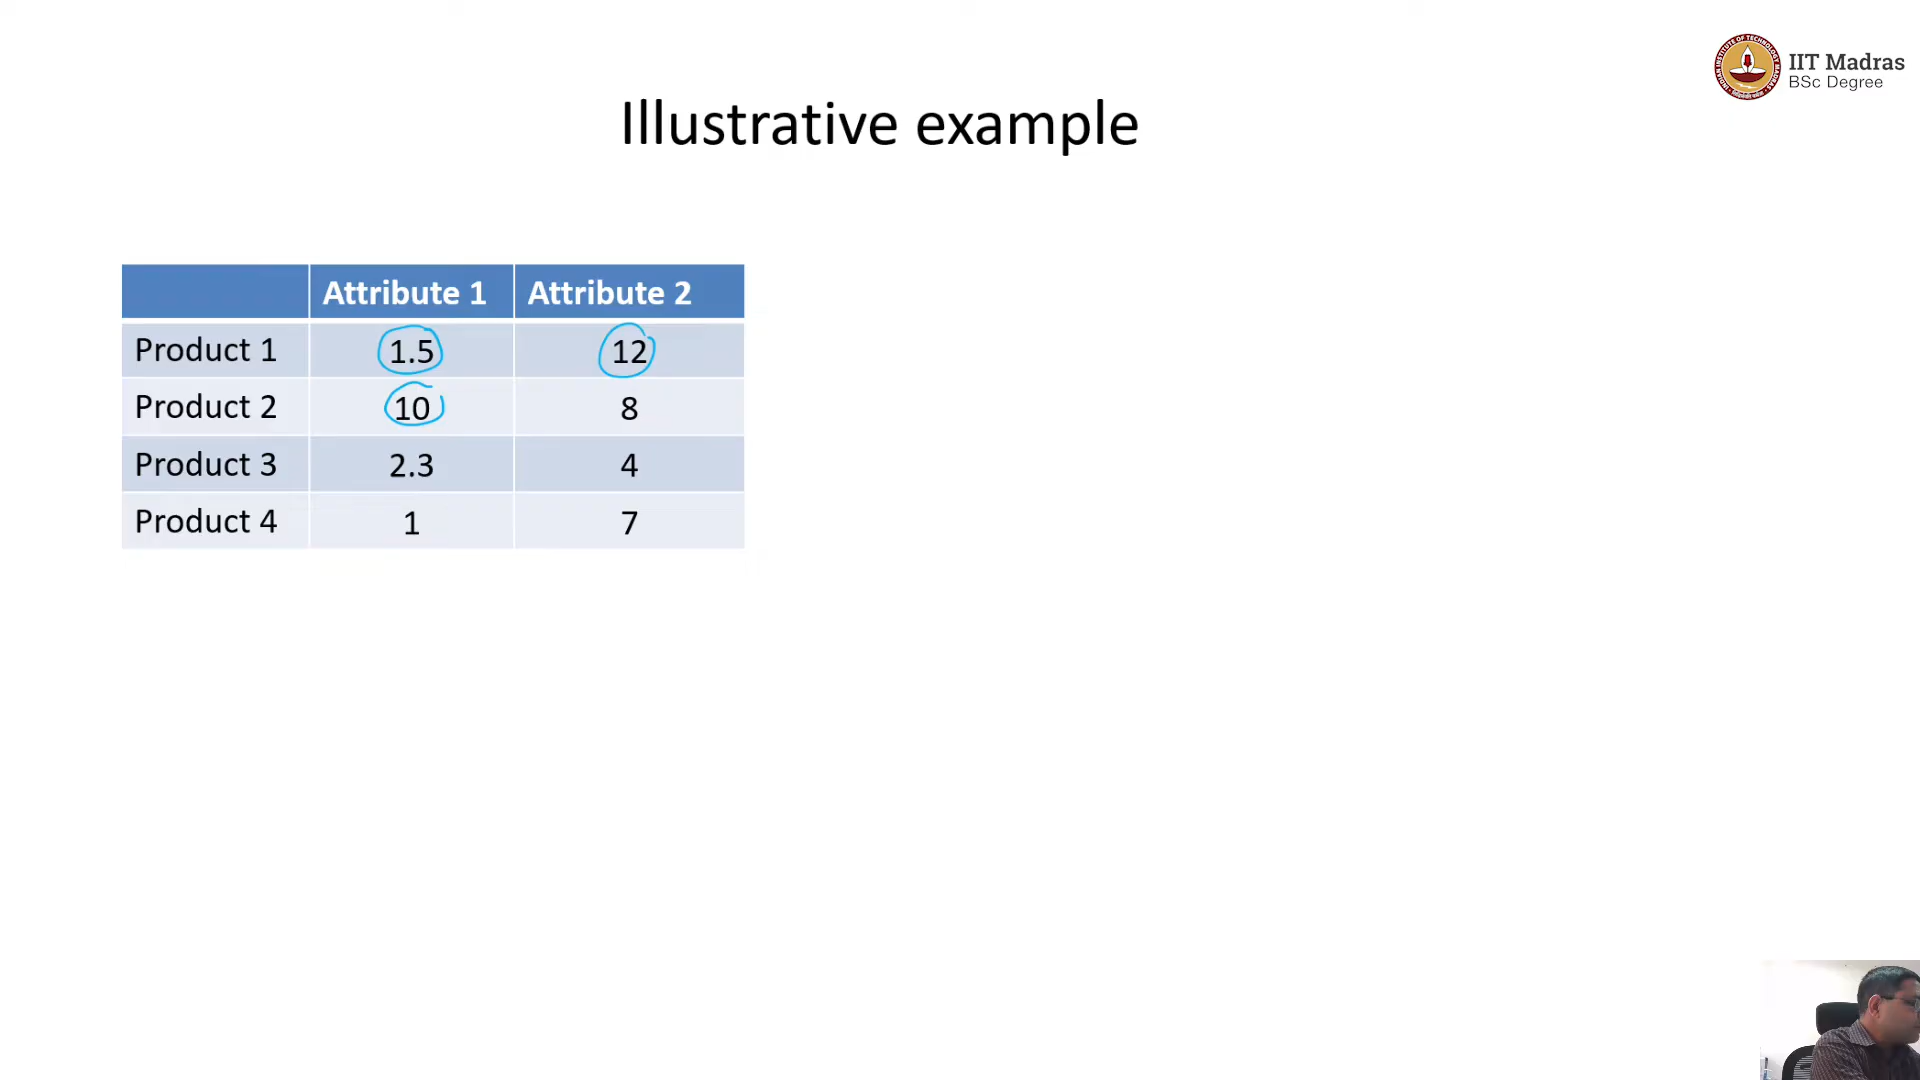 IIT Madras
BSc Degree
Illustrative example
Attribute 1 Attribute 2
Product 1 1.5 12
Product 2 10 8
Product 3 2.3 4
Product 4 1 7